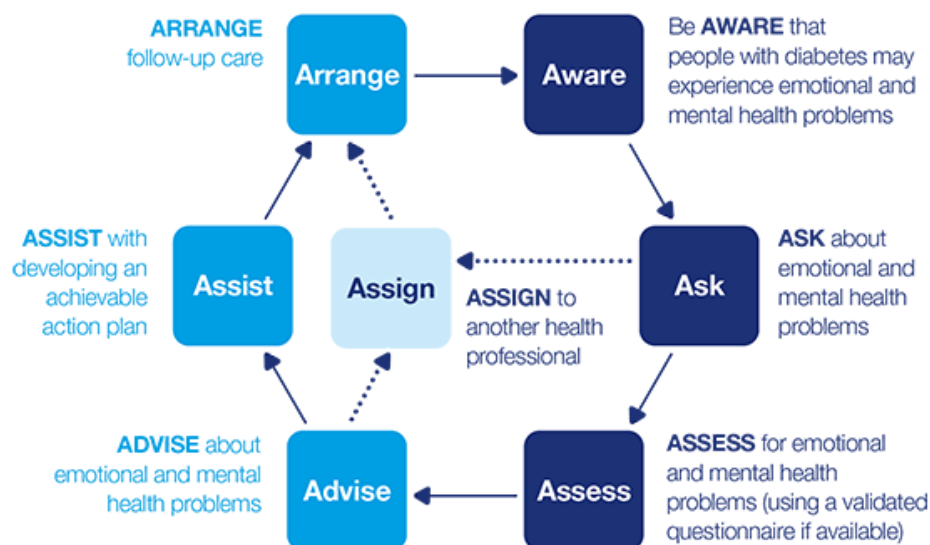 ARRANGE
follow-up care
Arrange
Aware
Be AWARE that
people with diabetes may
experience emotional and
mental health problems
ASSIST with
developing an
achievable
action plan
Assist
Assign
ASSIGN to
another health
professional
Ask
ASK about
emotional and
mental health
problems
ADVISE about
emotional and mental
health problems
Advise
Assess
ASSESS for emotional
and mental health
problems (using a validated
questionnaire if available)